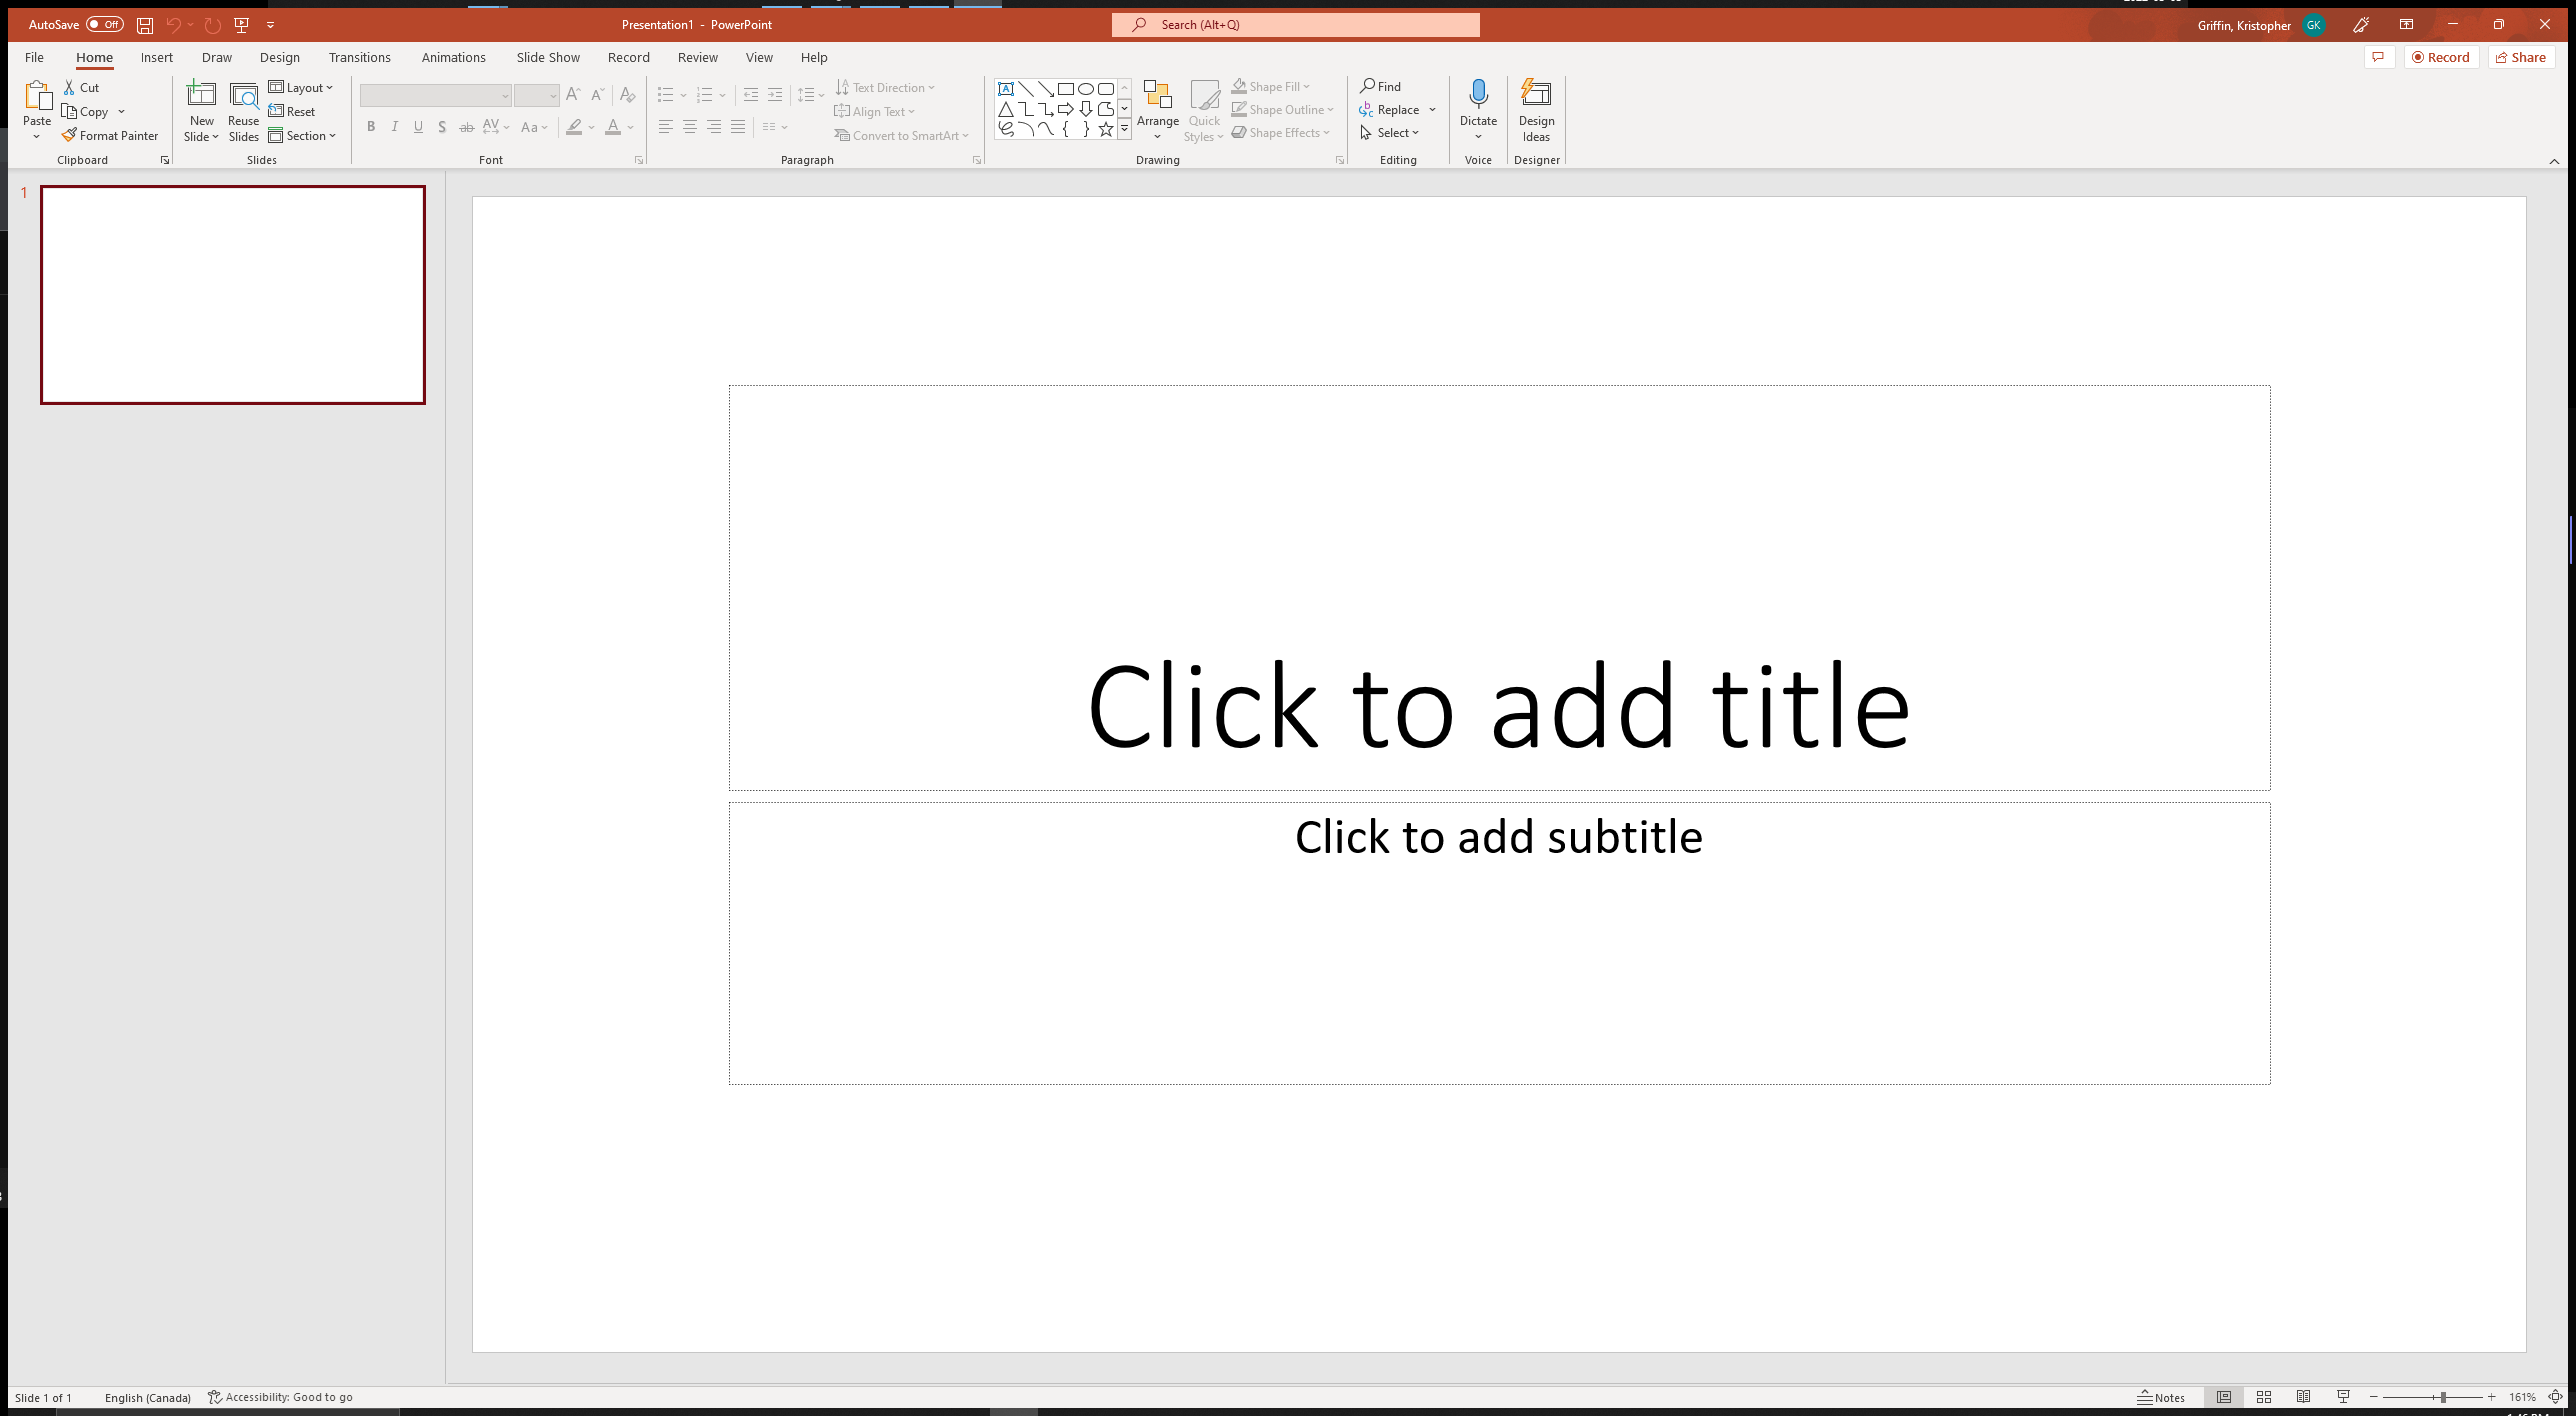 AutoSave Off Presentation1 - PowerPoint Search (Alt+Q) Griffin, Kristopher GK
File Home Insert Draw Design Transitions Animations Slide Show Record Review View Help Record Share
Paste
Cut
Copy
Format Painter
Clipboard
New
Slide
Reuse
Slides
Layout
Reset
Section
Slides
B I U S ab AV Aa A
Font
Text Direction
Align Text
Convert to SmartArt
Paragraph
Arrange
Quick
Styles
Shape Fill
Shape Outline
Shape Effects
Drawing
Find
Replace
Select
Editing
Dictate
Voice
Design
Ideas
Designer
1
Click to add title
Click to add subtitle
Slide 1 of 1 English (Canada) Accessibility: Good to go Notes 161%